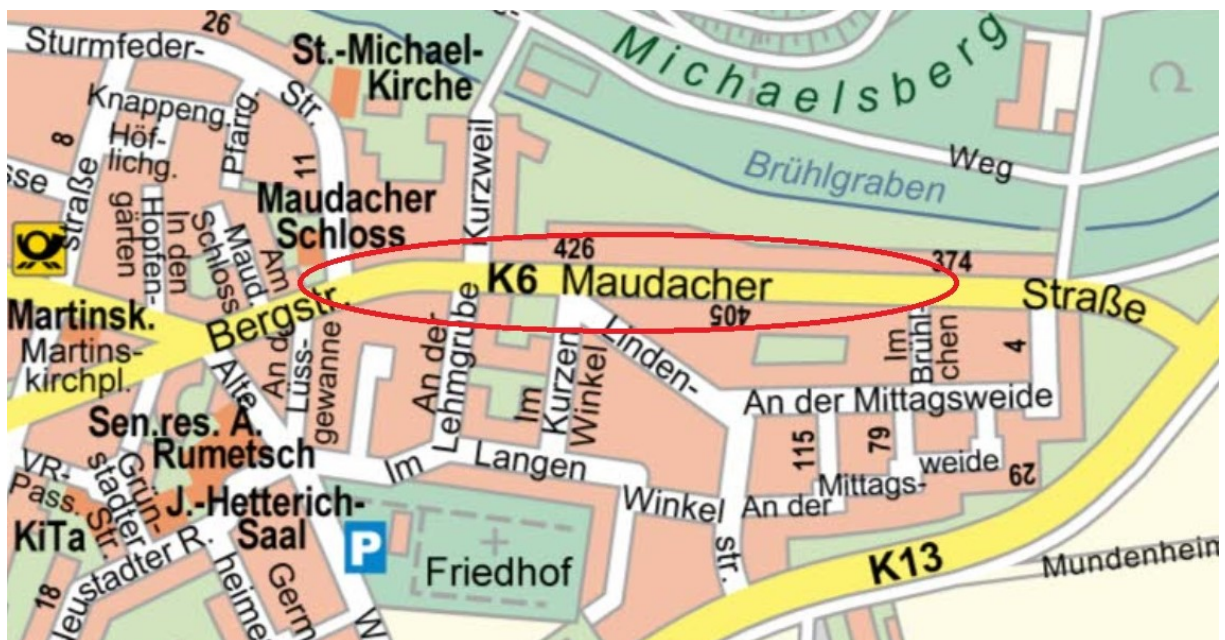 26
Sturmfeder-
Str.
St.-Michael-
Kirche
Michaelsberg
Knappeng.
Höf-
lichg.
Pfarrg.
8
11
straße
sse
Kurzweil
Weg
Brühlgraben
Maudacher
Schloss
Hopfen-
gärten
In den
Schloss
Maud.
Am
426
374
K6 Maudacher
Straße
405
Bergstr.
Martinsk.
Martins-
kirchpl.
Alte
An d.
Lüss-
gewanne
An der
Lehmgrube
Im
Kurzen
Winkel
Linden-
str.
Im
Brühl-
chen
4
An der Mittagsweide
Sen.res. A.
Rumetsch
Im
Langen
Winkel
115
79
An der
Mittags-
weide
29
VR-
Pass.
Grün-
stadter
Str.
J.-Hetterich-
Saal
KiTa
P
Friedhof
K13
Mundenheim
18
Neustadter R.
heimer
Germ
W